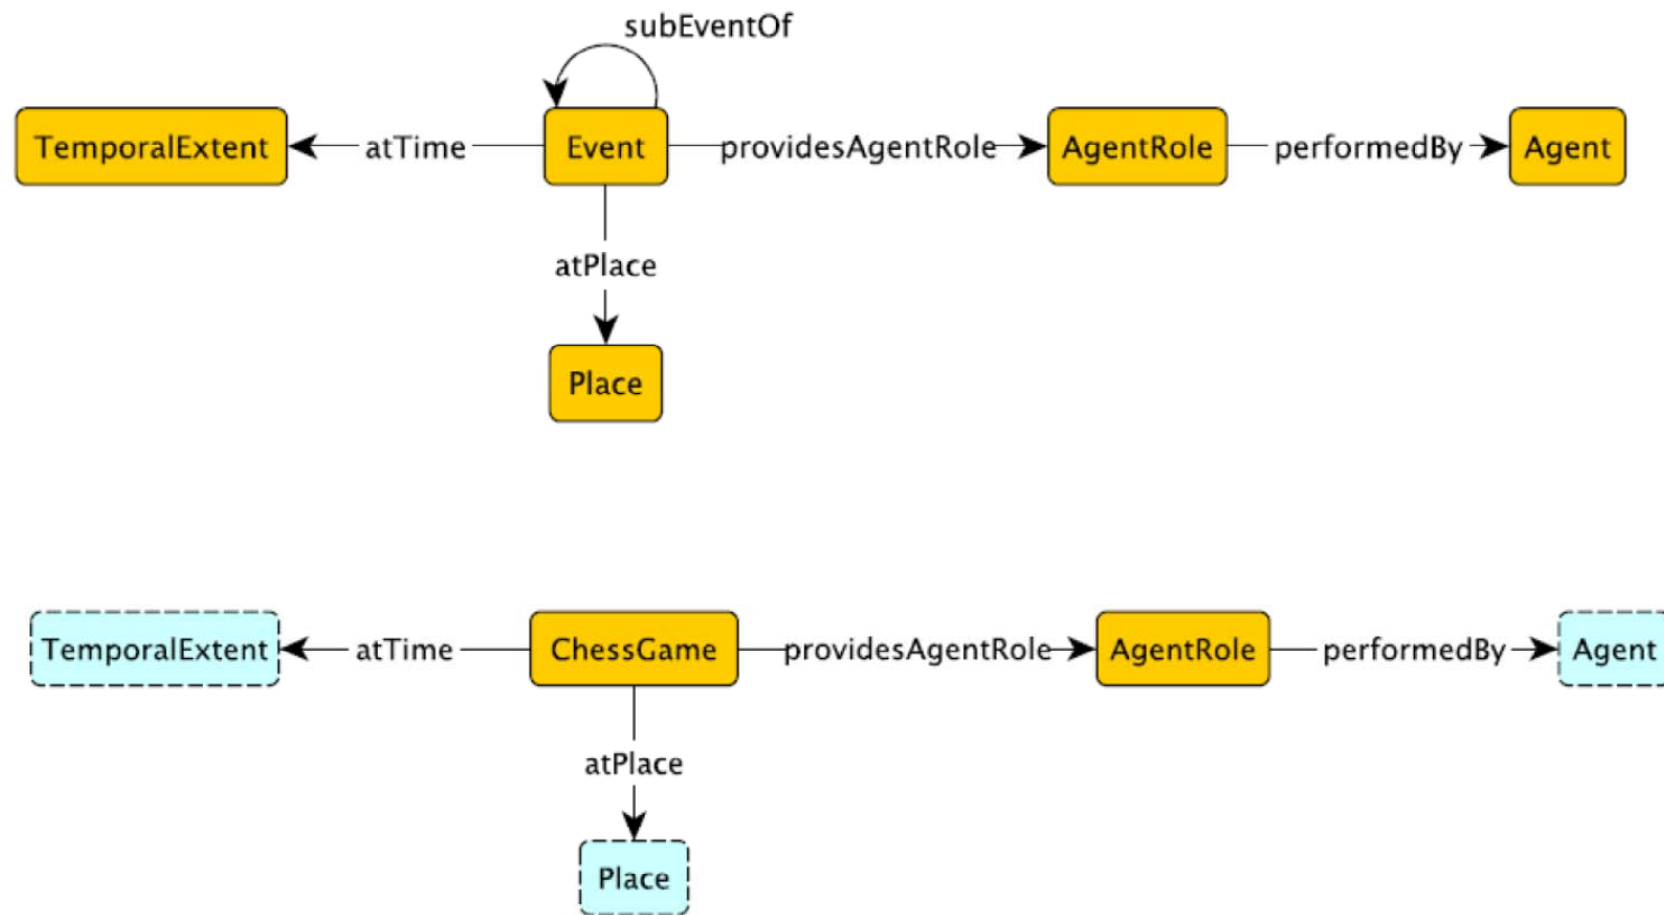 subEventOf
TemporalExtent atTime Event providesAgentRole AgentRole performedBy Agent
atPlace
Place
TemporalExtent atTime ChessGame providesAgentRole AgentRole performedBy Agent
atPlace
Place